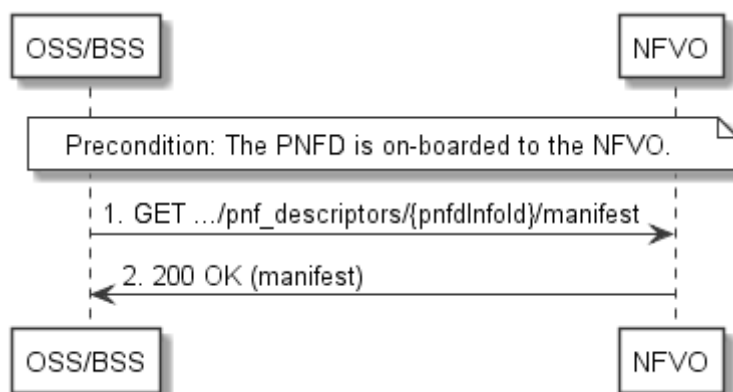 OSS/BSS
NFVO
Precondition: The PNFD is on-boarded to the NFVO.
1. GET .../pnf_descriptors/{pnfdInfoId}/manifest
2. 200 OK (manifest)
OSS/BSS
NFVO